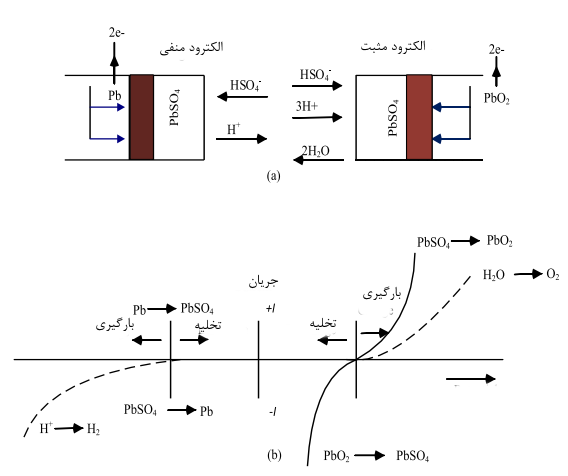 2e-
الکترود منفی
الکترود مثبت
2e-
Pb
PbSO₄
HSO₄⁻
H⁺
HSO₄⁻
3H+
2H₂O
PbSO₄
PbO₂
(a)
PbSO₄ PbO₂
H₂O O₂
جریان
بارگیری
Pb PbSO₄
+I
بارگیری
تخلیه
تخلیه
PbSO₄ Pb
-I
H⁺ H₂
(b)
PbO₂ PbSO₄